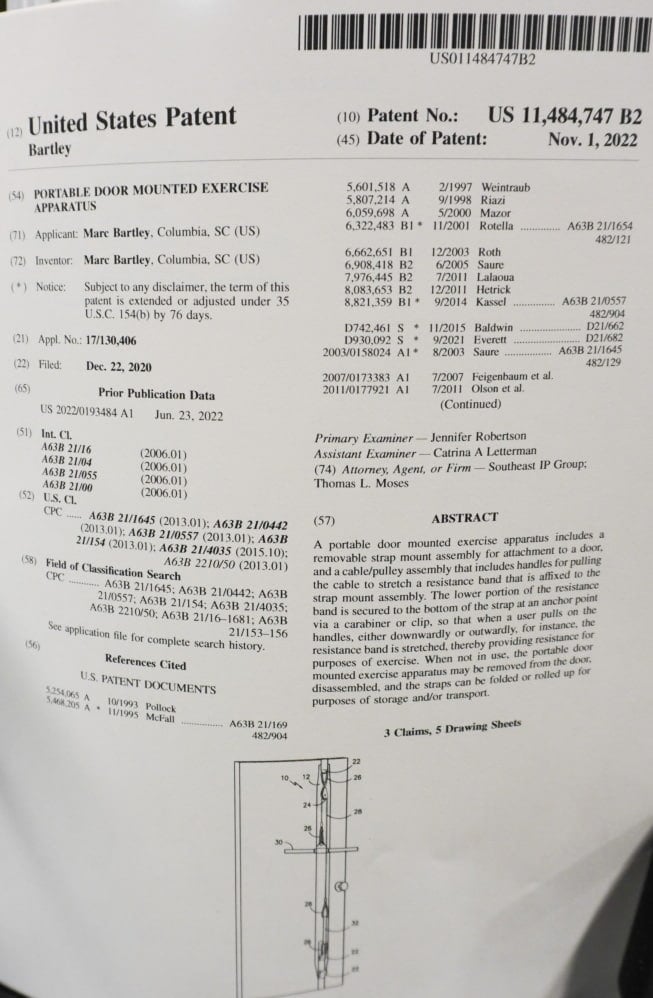 US011484747B2
(12) United States Patent
Bartley
(10) Patent No.: US 11,484,747 B2
(45) Date of Patent: Nov. 1, 2022
(54) PORTABLE DOOR MOUNTED EXERCISE
APPARATUS
(71) Applicant: Marc Bartley, Columbia, SC (US)
(72) Inventor: Marc Bartley, Columbia, SC (US)
(*) Notice: Subject to any disclaimer, the term of this
patent is extended or adjusted under 35
U.S.C. 154(b) by 76 days.
(21) Appl. No.: 17/130,406
(22) Filed: Dec. 22, 2020
(65) Prior Publication Data
US 2022/0193484 A1 Jun. 23, 2022
(51) Int. Cl.
A63B 21/16 (2006.01)
A63B 21/04 (2006.01)
A63B 21/055 (2006.01)
A63B 21/00 (2006.01)
(52) U.S. Cl.
CPC ...... A63B 21/1645 (2013.01); A63B 21/0442
(2013.01); A63B 21/0557 (2013.01); A63B
21/154 (2013.01); A63B 21/4035 (2015.10);
A63B 2210/50 (2013.01)
(58) Field of Classification Search
CPC ........... A63B 21/1645; A63B 21/0442; A63B
21/0557; A63B 21/154; A63B 21/4035;
A63B 2210/50; A63B 21/16-1681; A63B
21/153-156
See application file for complete search history.
(56) References Cited
U.S. PATENT DOCUMENTS
5,254,065 A 10/1993 Pollock
5,468,205 A * 11/1995 McFall ................ A63B 21/169
482/904
5,601,518 A 2/1997 Weintraub
5,807,214 A 9/1998 Riazi
6,059,698 A 5/2000 Mazor
6,322,483 B1 * 11/2001 Rotella ............. A63B 21/1654
482/121
6,662,651 B1 12/2003 Roth
6,908,418 B2 6/2005 Saure
7,976,445 B2 7/2011 Lalaoua
8,083,653 B2 12/2011 Hetrick
8,821,359 B1 * 9/2014 Kassel .............. A63B 21/0557
482/904
D742,461 S * 11/2015 Baldwin ...................... D21/662
D930,092 S * 9/2021 Everett ....................... D21/682
2003/0158024 A1 * 8/2003 Saure ................ A63B 21/1645
482/129
2007/0173383 A1 7/2007 Feigenbaum et al.
2011/0177921 A1 7/2011 Olson et al.
(Continued)
Primary Examiner — Jennifer Robertson
Assistant Examiner — Catrina A Letterman
(74) Attorney, Agent, or Firm — Southeast IP Group;
Thomas L. Moses
(57) ABSTRACT
A portable door mounted exercise apparatus includes a
removable strap mount assembly for attachment to a door,
and a cable/pulley assembly that includes handles for pulling
the cable to stretch a resistance band that is affixed to the
strap mount assembly. The lower portion of the resistance
band is secured to the bottom of the strap at an anchor point
via a carabiner or clip, so that when a user pulls on the
handles, either downwardly or outwardly, for instance, the
resistance band is stretched, thereby providing resistance for
purposes of exercise. When not in use, the portable door
mounted exercise apparatus may be removed from the door,
disassembled, and the straps can be folded or rolled up for
purposes of storage and/or transport.
3 Claims, 5 Drawing Sheets
22
10 12 26
24
28
30
32
22
22